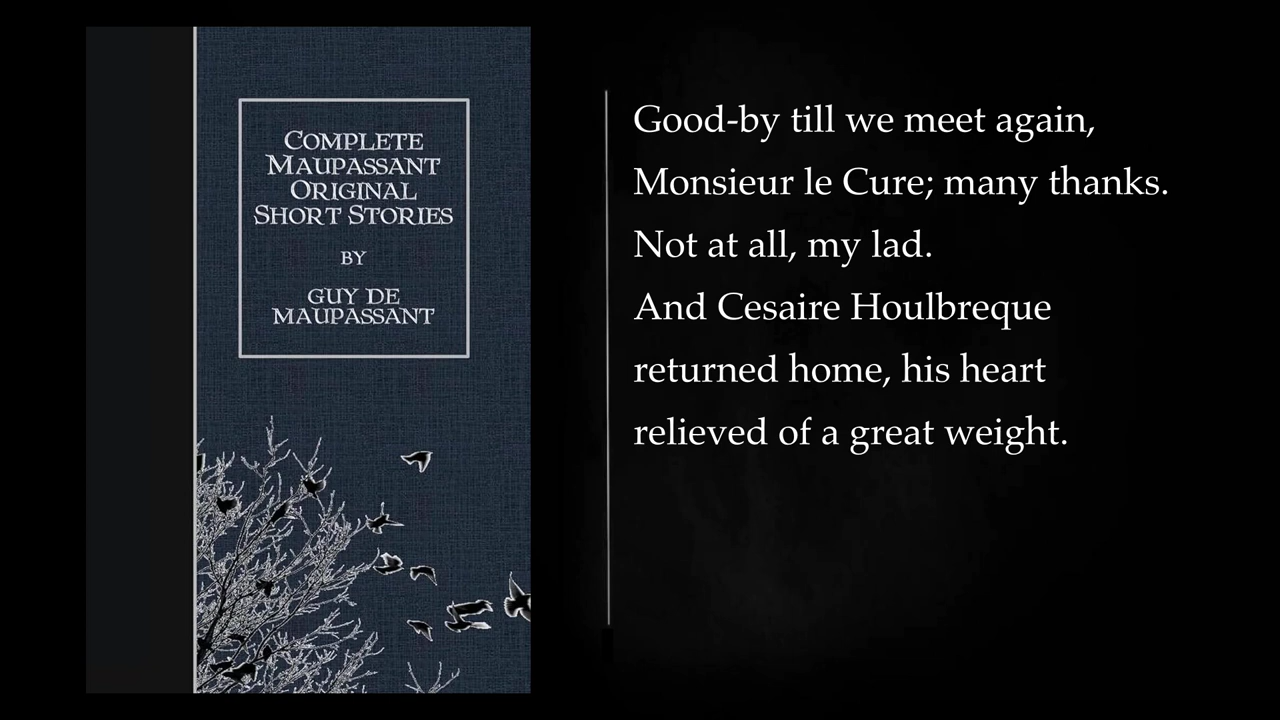 COMPLETE
MAUPASSANT
ORIGINAL
SHORT STORIES
BY
GUY DE
MAUPASSANT
Good-by till we meet again,
Monsieur le Cure; many thanks.
Not at all, my lad.
And Cesaire Houlbreque
returned home, his heart
relieved of a great weight.